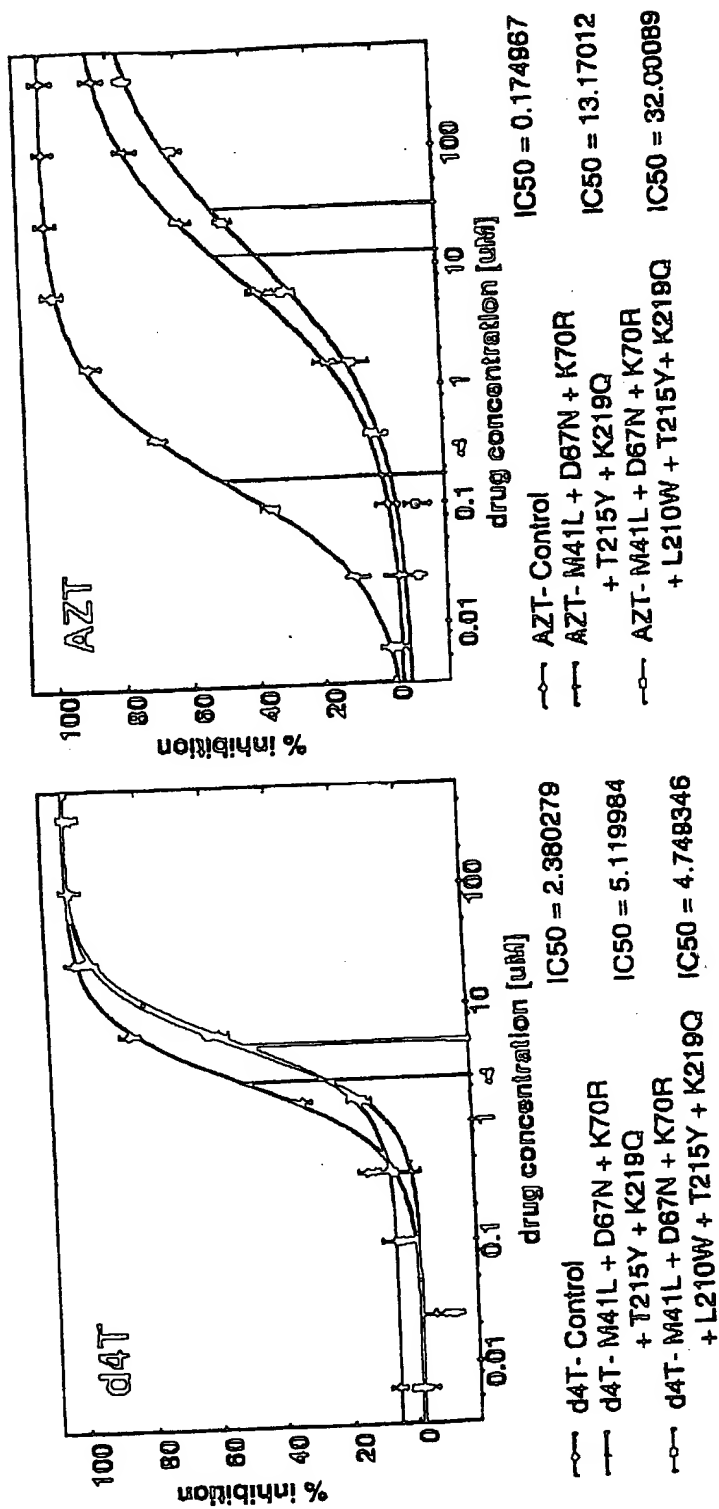 d4T
% inhibition
100
80
60
40
20
0
0.01
0.1
1
10
100
drug concentration [uM]
d4T- Control
IC50 = 2.380279
d4T- M41L + D67N + K70R
+ T215Y + K219Q
IC50 = 5.119984
d4T- M41L + D67N + K70R
+ L210W + T215Y + K219Q
IC50 = 4.749346
AZT
% inhibition
100
80
60
40
20
0
0.01
0.1
1
10
100
drug concentration [uM]
AZT- Control
IC50 = 0.174967
AZT- M41L + D67N + K70R
+ T215Y + K219Q
IC50 = 13.17012
AZT- M41L + D67N + K70R
+ L210W + T215Y+ K219Q
IC50 = 32.00089